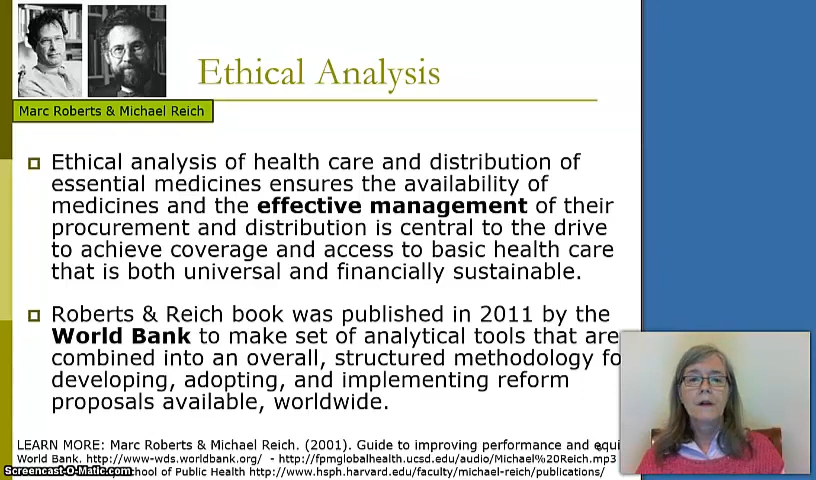 Ethical Analysis
Marc Roberts & Michael Reich
Ethical analysis of health care and distribution of
essential medicines ensures the availability of
medicines and the effective management of their
procurement and distribution is central to the drive
to achieve coverage and access to basic health care
that is both universal and financially sustainable.
Roberts & Reich book was published in 2011 by the
World Bank to make set of analytical tools that are
combined into an overall, structured methodology fo
developing, adopting, and implementing reform
proposals available, worldwide.
LEARN MORE: Marc Roberts & Michael Reich. (2001). Guide to improving performance and equi
World Bank. http://www-wds.worldbank.org/ - http://fpmglobalhealth.ucsd.edu/audio/Michael%20Reich.mp3
Screencast-O-Matic.com School of Public Health http://www.hsph.harvard.edu/faculty/michael-reich/publications/